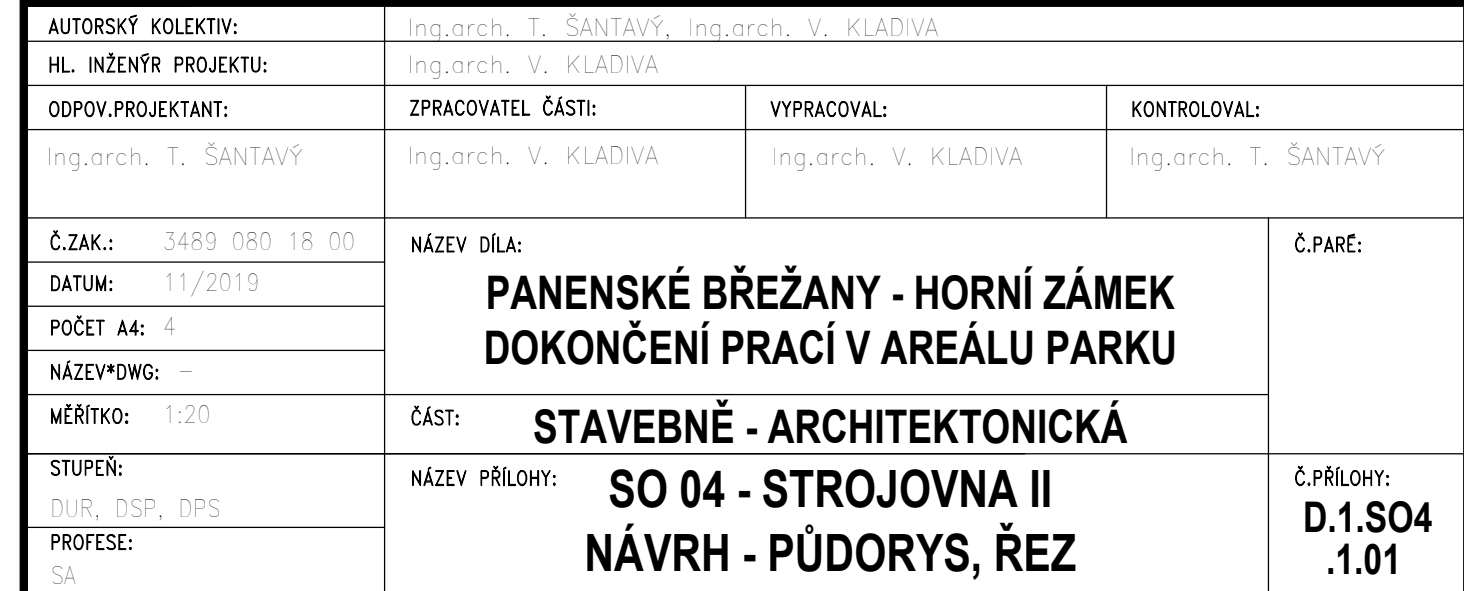 AUTORSKÝ KOLEKTIV: Ing.arch. T. ŠANTAVÝ, Ing.arch. V. KLADIVA
HL. INŽENÝR PROJEKTU: Ing.arch. V. KLADIVA
ODPOV.PROJEKTANT: ZPRACOVATEL ČÁSTI: VYPRACOVAL: KONTROLOVAL:
Ing.arch. T. ŠANTAVÝ Ing.arch. V. KLADIVA Ing.arch. V. KLADIVA Ing.arch. T. ŠANTAVÝ
Č.ZAK.: 3489 080 18 00
DATUM: 11/2019
POČET A4: 4
NÁZEV*DWG: –
MĚŘÍTKO: 1:20
STUPEŇ:
DUR, DSP, DPS
PROFESE:
SA
NÁZEV DÍLA:
PANENSKÉ BŘEŽANY - HORNÍ ZÁMEK
DOKONČENÍ PRACÍ V AREÁLU PARKU
ČÁST: STAVEBNĚ - ARCHITEKTONICKÁ
NÁZEV PŘÍLOHY: SO 04 - STROJOVNA II
NÁVRH - PŮDORYS, ŘEZ
Č.PARÉ:
Č.PŘÍLOHY:
D.1.SO4
.1.01